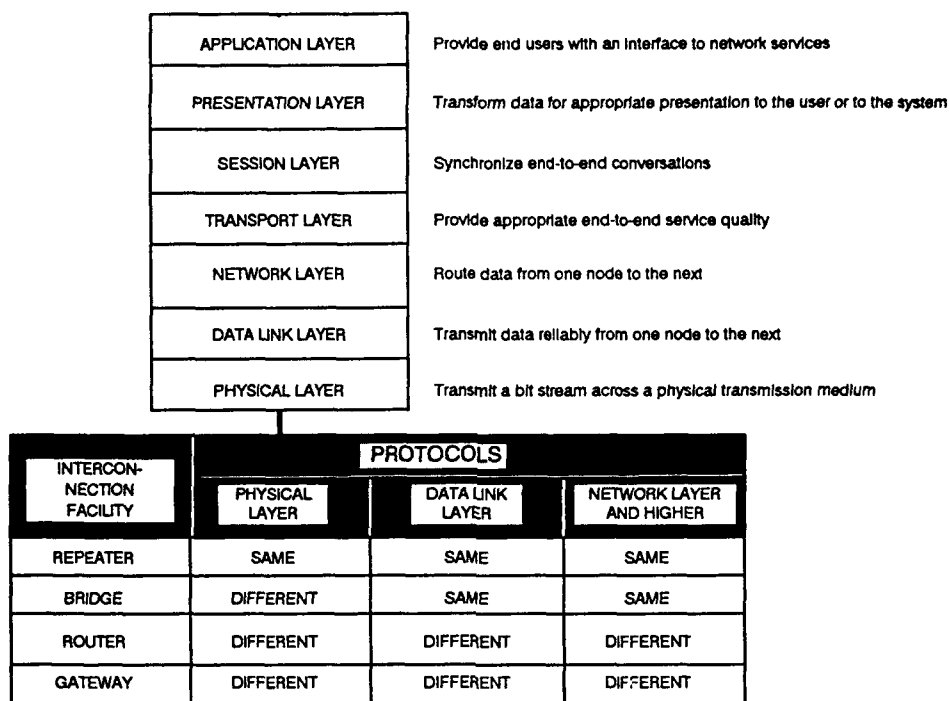 APPLICATION LAYER Provide end users with an interface to network services
PRESENTATION LAYER Transform data for appropriate presentation to the user or to the system
SESSION LAYER Synchronize end-to-end conversations
TRANSPORT LAYER Provide appropriate end-to-end service quality
NETWORK LAYER Route data from one node to the next
DATA LINK LAYER Transmit data reliably from one node to the next
PHYSICAL LAYER Transmit a bit stream across a physical transmission medium
PROTOCOLS
INTERCON-
NECTION
FACILITY
PHYSICAL
LAYER
DATA LINK
LAYER
NETWORK LAYER
AND HIGHER
REPEATER SAME SAME SAME
BRIDGE DIFFERENT SAME SAME
ROUTER DIFFERENT DIFFERENT DIFFERENT
GATEWAY DIFFERENT DIFFERENT DIFFERENT